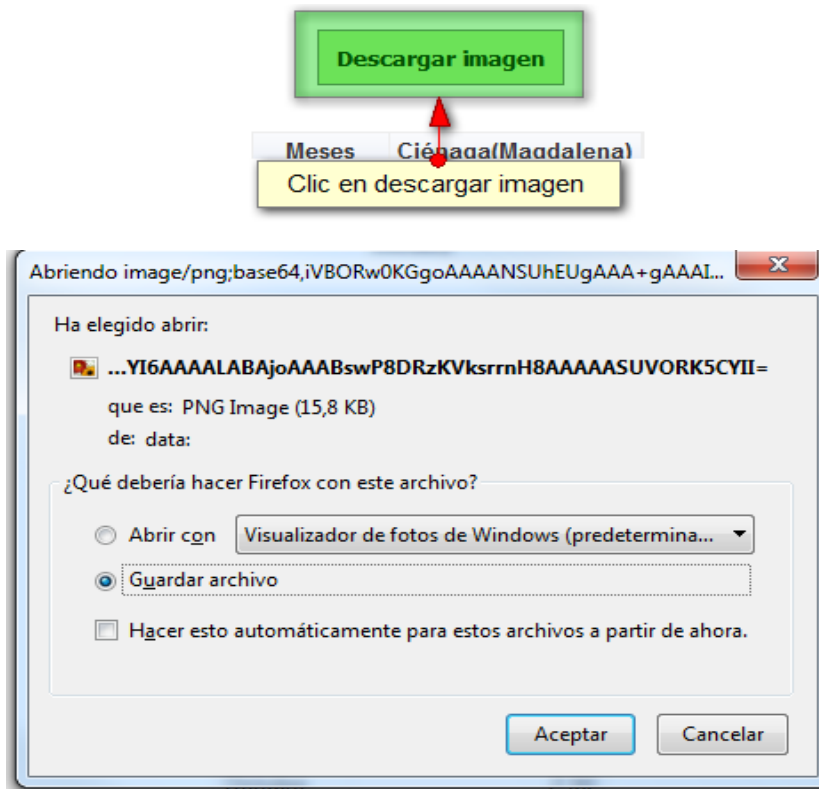 Descargar imagen
Meses Ciénaga(Magdalena)
Clic en descargar imagen
Abriendo image/png;base64,iVBORw0KGgoAAAANSUhEUgAAA+gAAAI...
Ha elegido abrir:
...YI6AAAALABAjoAAABswP8DRzKVksrrnH8AAAAASUVORK5CYII=
que es: PNG Image (15,8 KB)
de: data:
¿Qué debería hacer Firefox con este archivo?
Abrir con Visualizador de fotos de Windows (predetermina...
Guardar archivo
Hacer esto automáticamente para estos archivos a partir de ahora.
Aceptar Cancelar